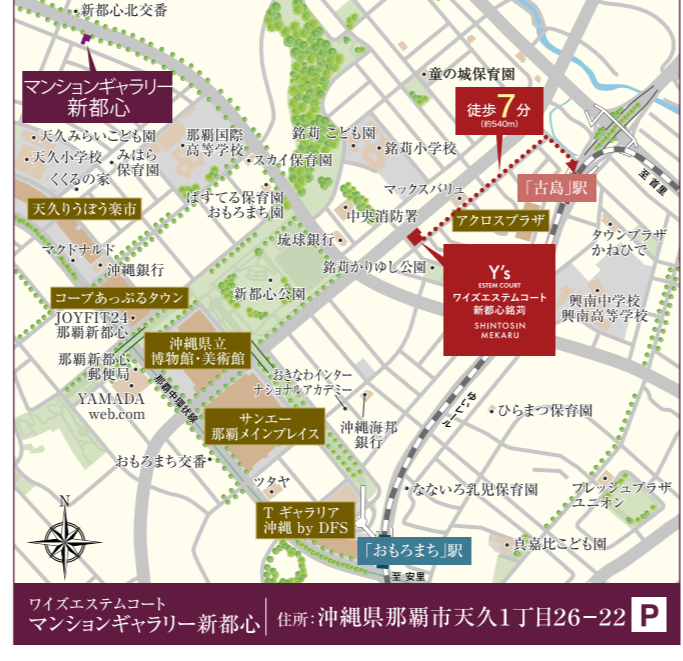 新都心北交番
マンションギャラリー
新都心
童の城保育園
徒歩7分
(約540m)
天久みらいこども園
天久小学校
みはら
保育園
くくるの家
那覇国際
高等学校
銘苅 こども園
銘苅小学校
スカイ保育園
「古島」駅
至 首里
天久りうぼう楽市
ぱすてる保育園
おもろまち園
マックスバリュ
中央消防署
アクロスプラザ
琉球銀行
タウンプラザ
かねひで
マクドナルド
沖縄銀行
銘苅かりゆし公園
Y's
ESTEM COURT
ワイズエステムコート
新都心銘苅
SHINTOSIN
MEKARU
コープあっぷるタウン
新都心公園
興南中学校
興南高等学校
JOYFIT24
那覇新都心
沖縄県立
博物館・美術館
那覇新都心
郵便局
おきなわインター
ナショナルアカデミー
那覇中環状線
YAMADA
web.com
サンエー
那覇メインプレイス
沖縄海邦
銀行
ゆいレール
ひらまつ保育園
おもろまち交番
ツタヤ
なないろ乳児保育園
フレッシュプラザ
ユニオン
T ギャラリア
沖縄 by DFS
N
「おもろまち」駅
真嘉比こども園
至 安里
ワイズエステムコート
マンションギャラリー新都心
住所:沖縄県那覇市天久1丁目26−22 P